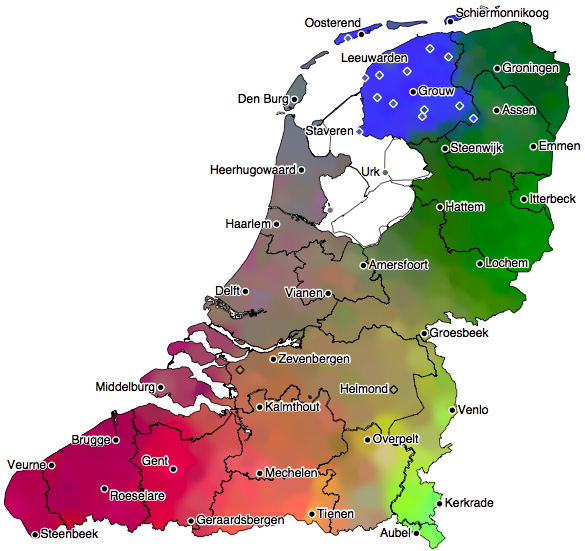 Schiermonnikoog
Oosterend
Leeuwarden
Groningen
Grouw
Den Burg
Assen
Staveren
Steenwijk
Emmen
Heerhugowaard
Urk
Itterbeck
Hattem
Haarlem
Amersfoort
Lochem
Delft
Vianen
Groesbeek
Zevenbergen
Middelburg
Helmond
Kalmthout
Venlo
Brugge
Overpelt
Veurne
Gent
Mechelen
Roeselare
Kerkrade
Geraardsbergen
Tienen
Steenbeek
Aubel